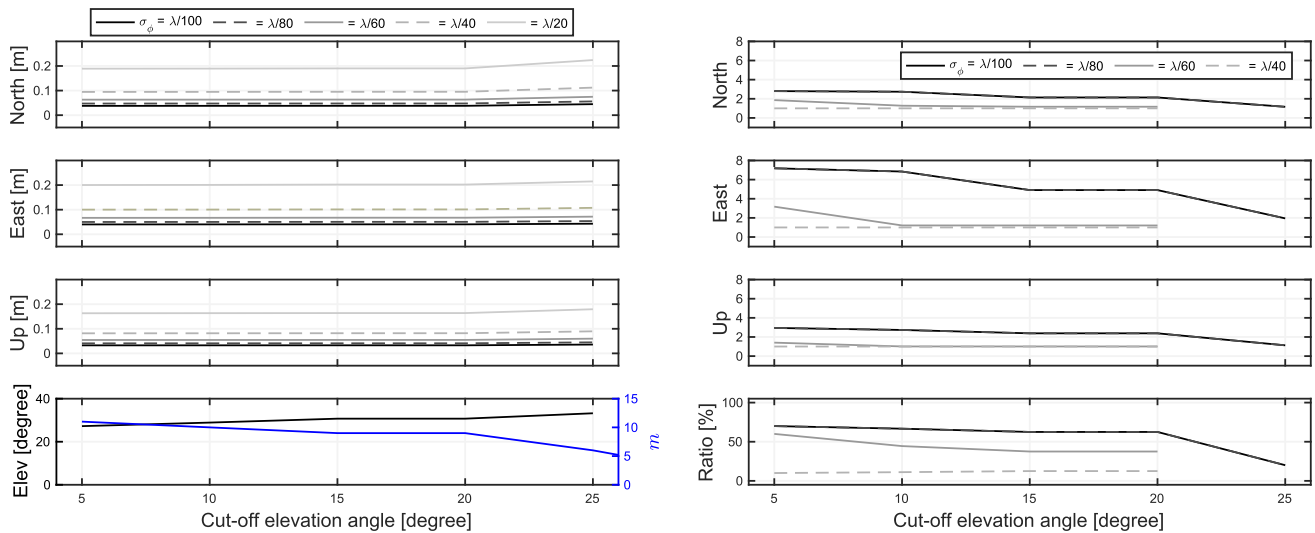 σϕ = λ/100 = λ/80 = λ/60 = λ/40 = λ/20
North [m]
0.2
0.1
0
East [m]
0.2
0.1
0
Up [m]
0.2
0.1
0
Elev [degree]
40
20
0
15
10
5
0
m
5 10 15 20 25
Cut-off elevation angle [degree]
σϕ = λ/100 = λ/80 = λ/60 = λ/40
North
8
6
4
2
0
East
8
6
4
2
0
Up
8
6
4
2
0
Ratio [%]
100
50
0
5 10 15 20 25
Cut-off elevation angle [degree]